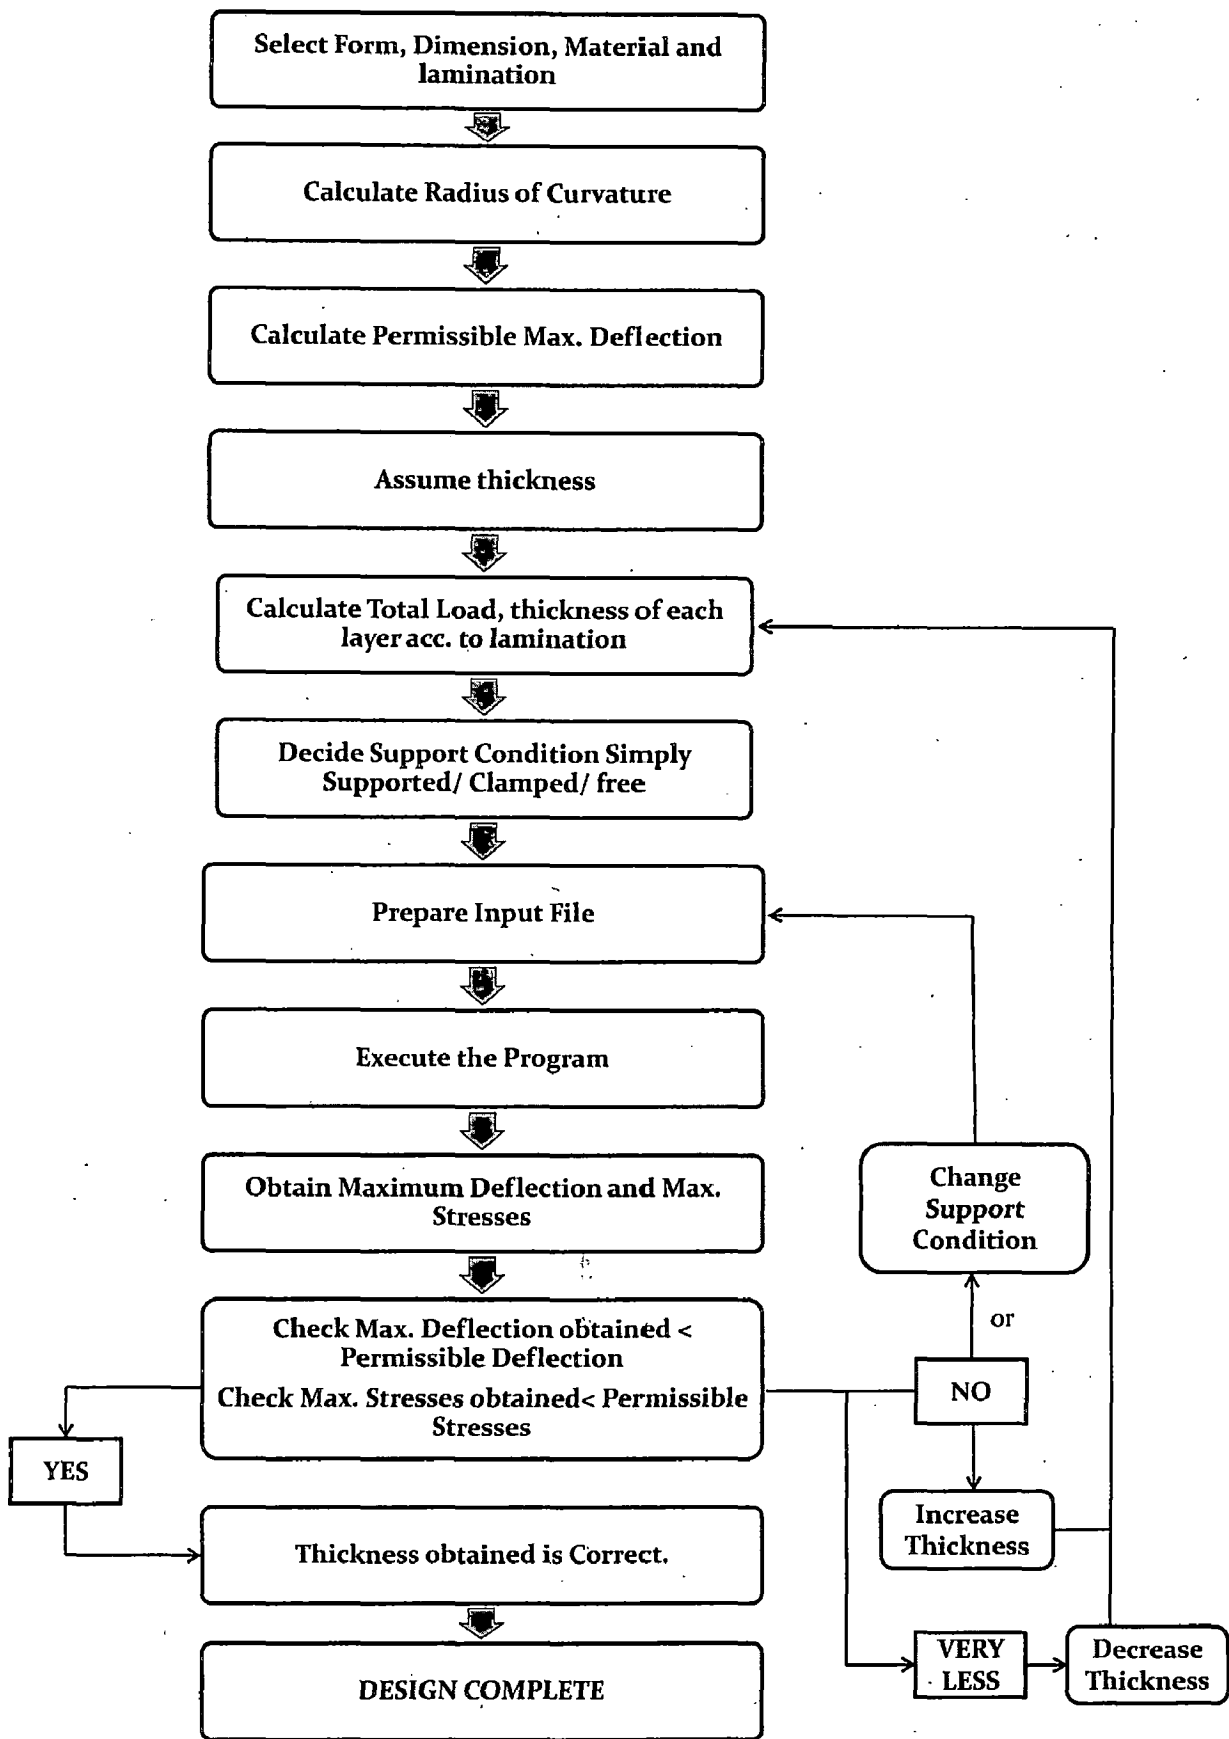 Select Form, Dimension, Material and
lamination
Calculate Radius of Curvature
Calculate Permissible Max. Deflection
Assume thickness
Calculate Total Load, thickness of each
layer acc. to lamination
Decide Support Condition Simply
Supported/ Clamped/ free
Prepare Input File
Execute the Program
Obtain Maximum Deflection and Max.
Stresses
Change
Support
Condition
or
Check Max. Deflection obtained <
Permissible Deflection
Check Max. Stresses obtained< Permissible
Stresses
NO
YES
Increase
Thickness
Thickness obtained is Correct.
VERY
LESS
Decrease
Thickness
DESIGN COMPLETE